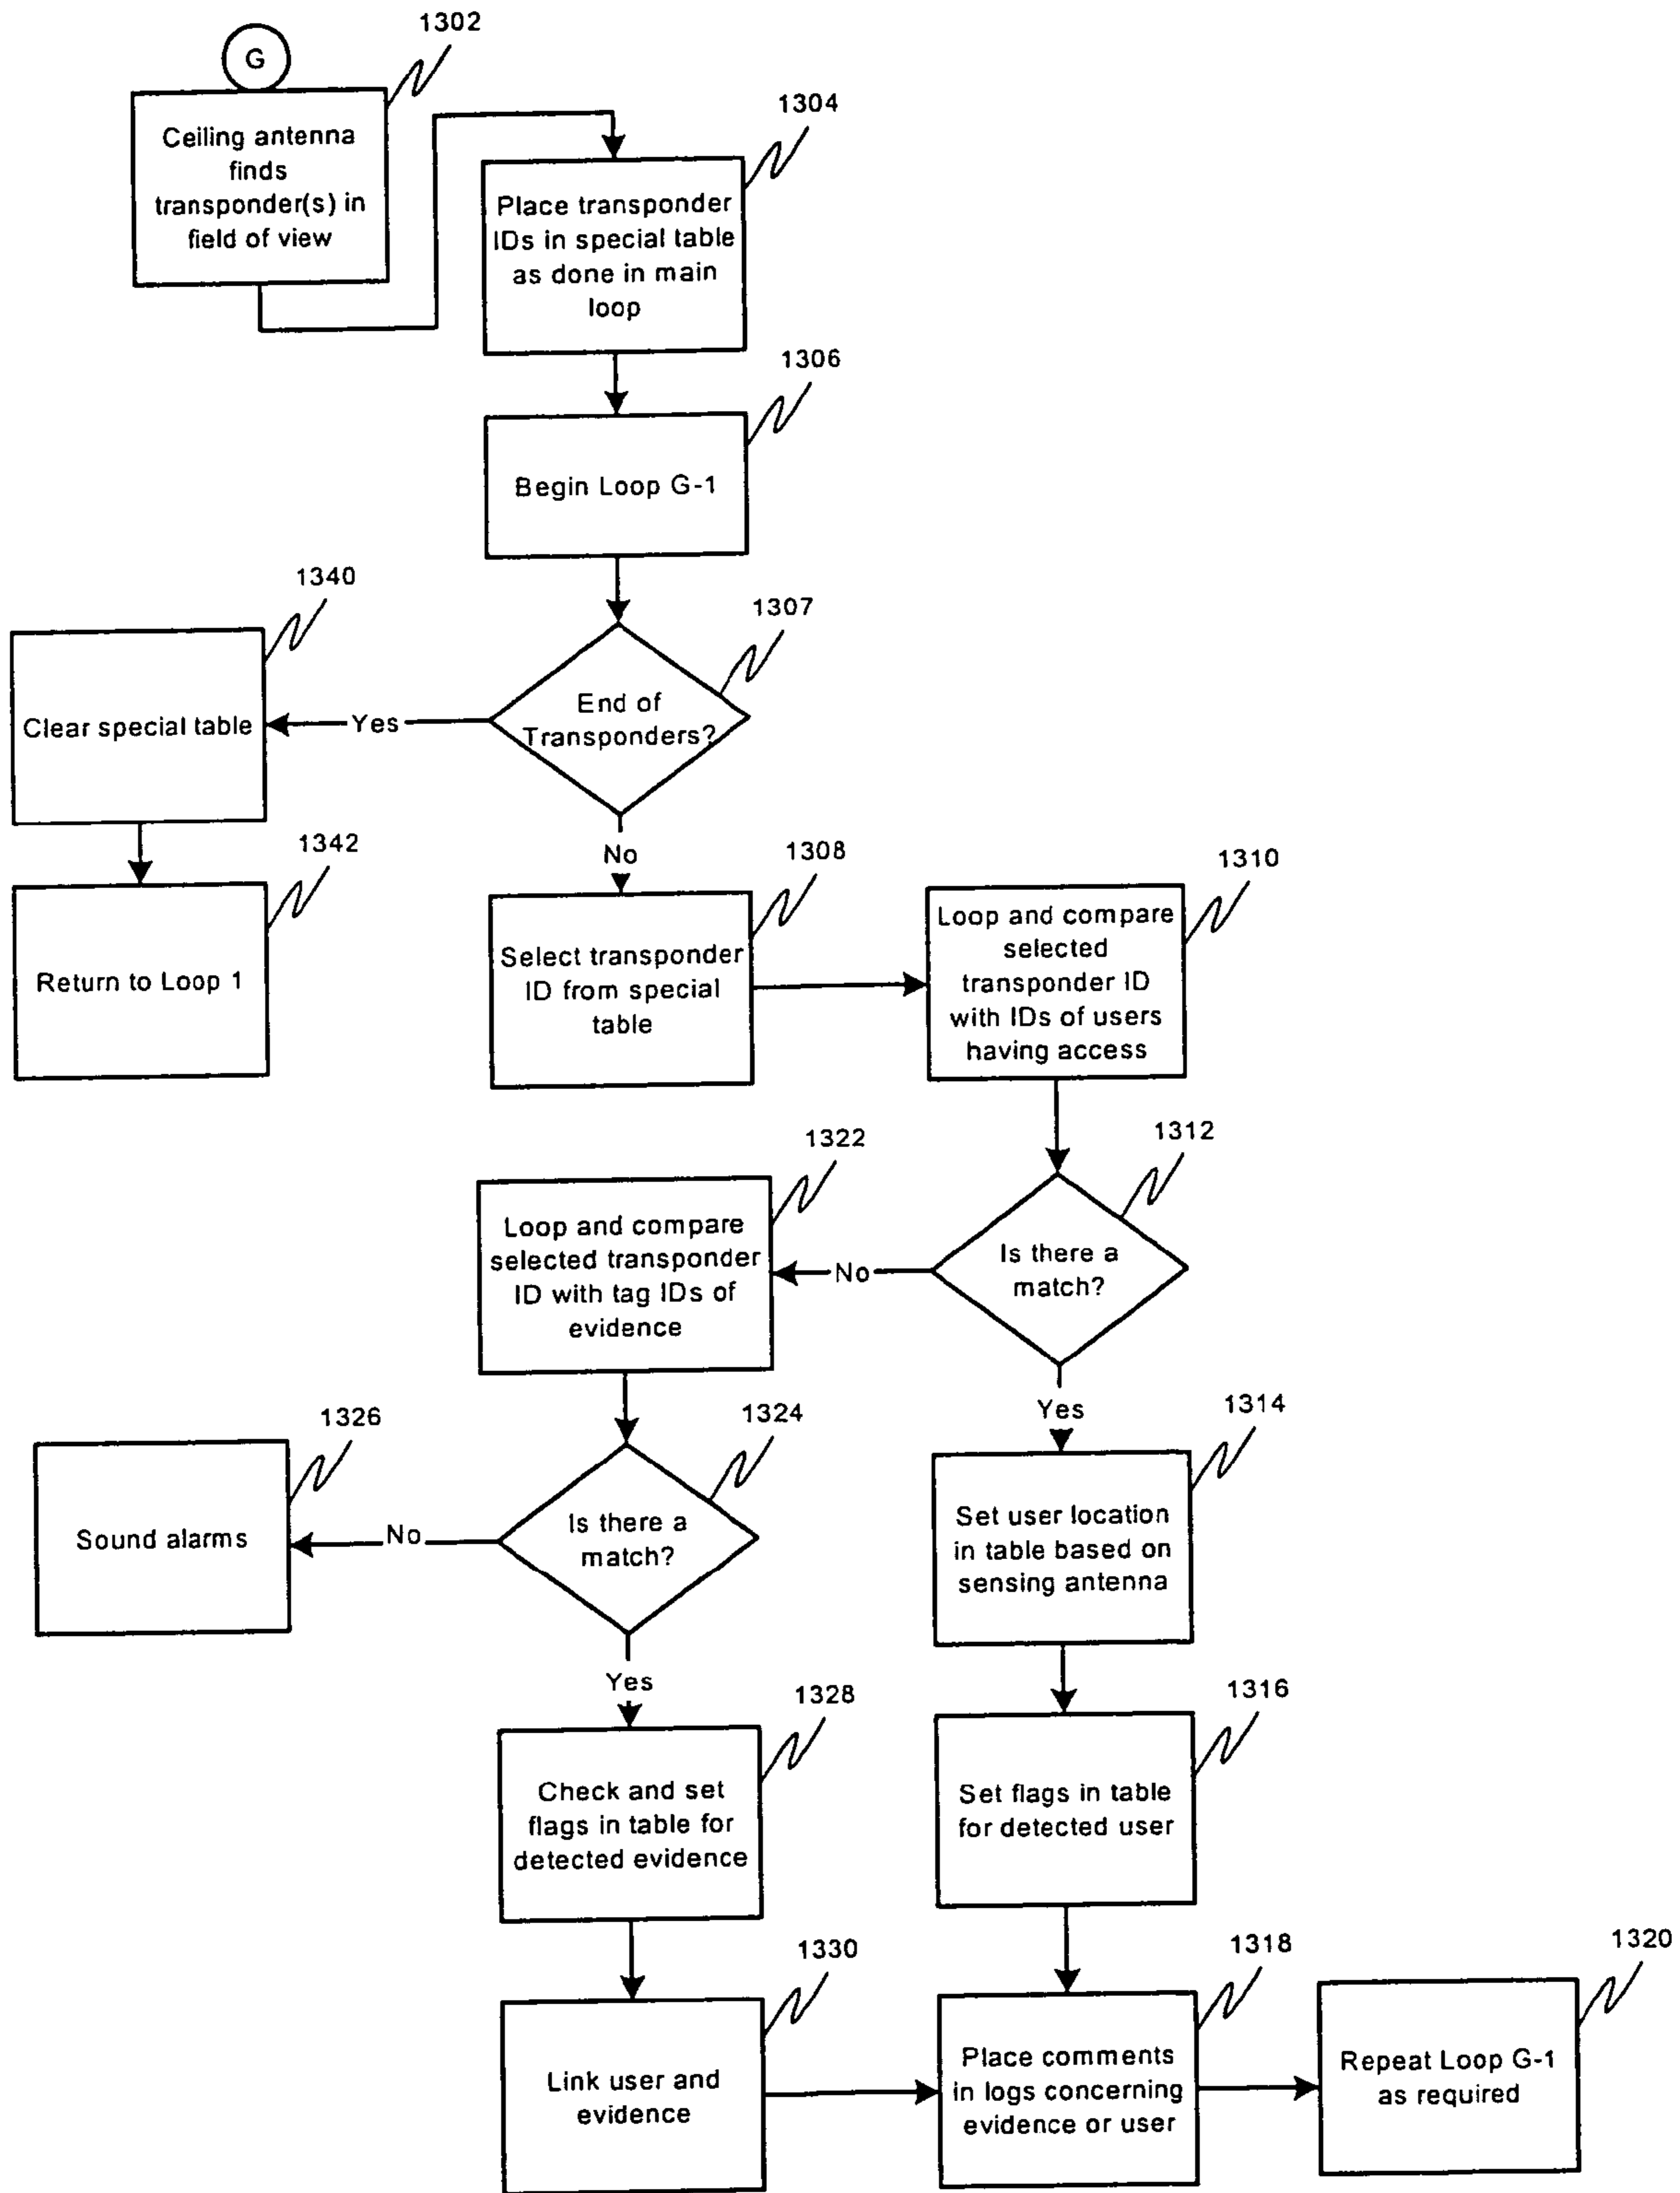 1302
G
Ceiling antenna
finds
transponder(s) in
field of view
1304
Place transponder
IDs in special table
as done in main
loop
1306
Begin Loop G-1
1340
1307
Clear special table
Yes
End of
Transponders?
1342
No
1308
1310
Return to Loop 1
Select transponder
ID from special
table
Loop and compare
selected
transponder ID
with IDs of users
having access
1322
1312
Loop and compare
selected transponder
ID with tag IDs of
evidence
No
Is there a
match?
1326
1324
Yes
1314
Sound alarms
No
Is there a
match?
Set user location
in table based on
sensing antenna
Yes
1328
1316
Check and set
flags in table for
detected evidence
Set flags in table
for detected user
1330
1318
1320
Link user and
evidence
Place comments
in logs concerning
evidence or user
Repeat Loop G-1
as required